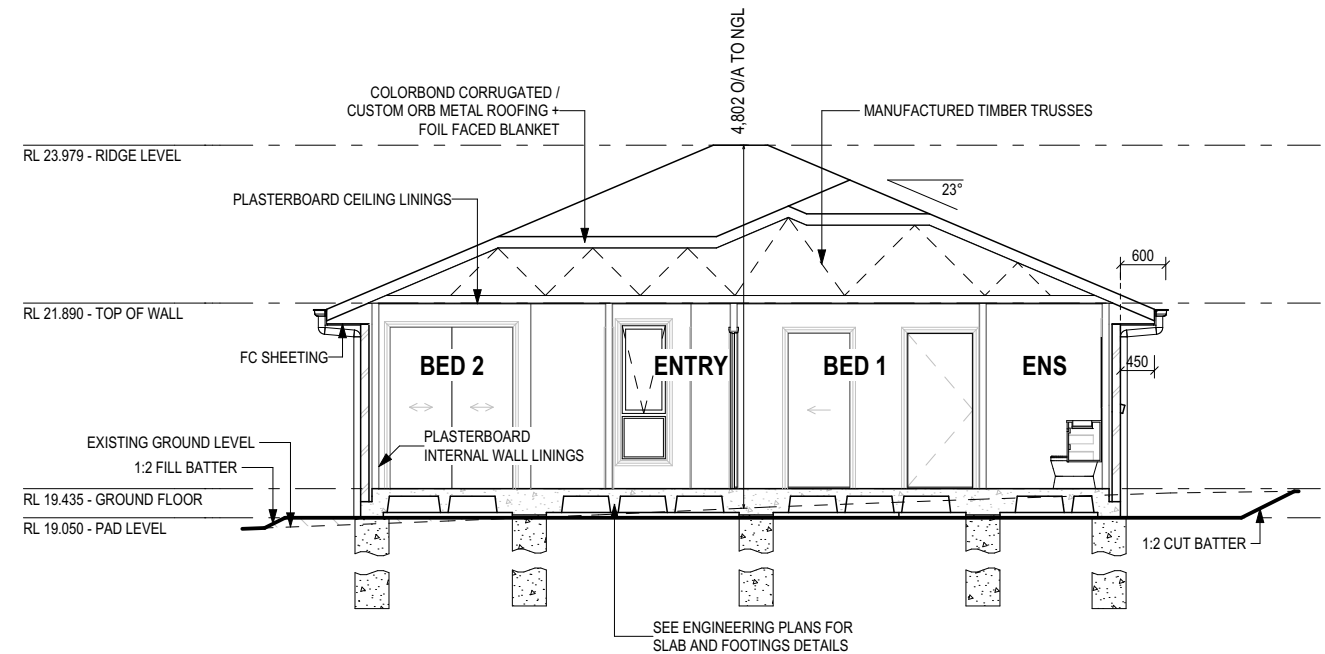 4,802 O/A TO NGL
COLORBOND CORRUGATED /
CUSTOM ORB METAL ROOFING +
FOIL FACED BLANKET
MANUFACTURED TIMBER TRUSSES
RL 23.979 - RIDGE LEVEL
23°
PLASTERBOARD CEILING LININGS
600
RL 21.890 - TOP OF WALL
FC SHEETING
BED 2
ENTRY
BED 1
ENS
450
EXISTING GROUND LEVEL
PLASTERBOARD
INTERNAL WALL LININGS
1:2 FILL BATTER
RL 19.435 - GROUND FLOOR
RL 19.050 - PAD LEVEL
1:2 CUT BATTER
SEE ENGINEERING PLANS FOR
SLAB AND FOOTINGS DETAILS